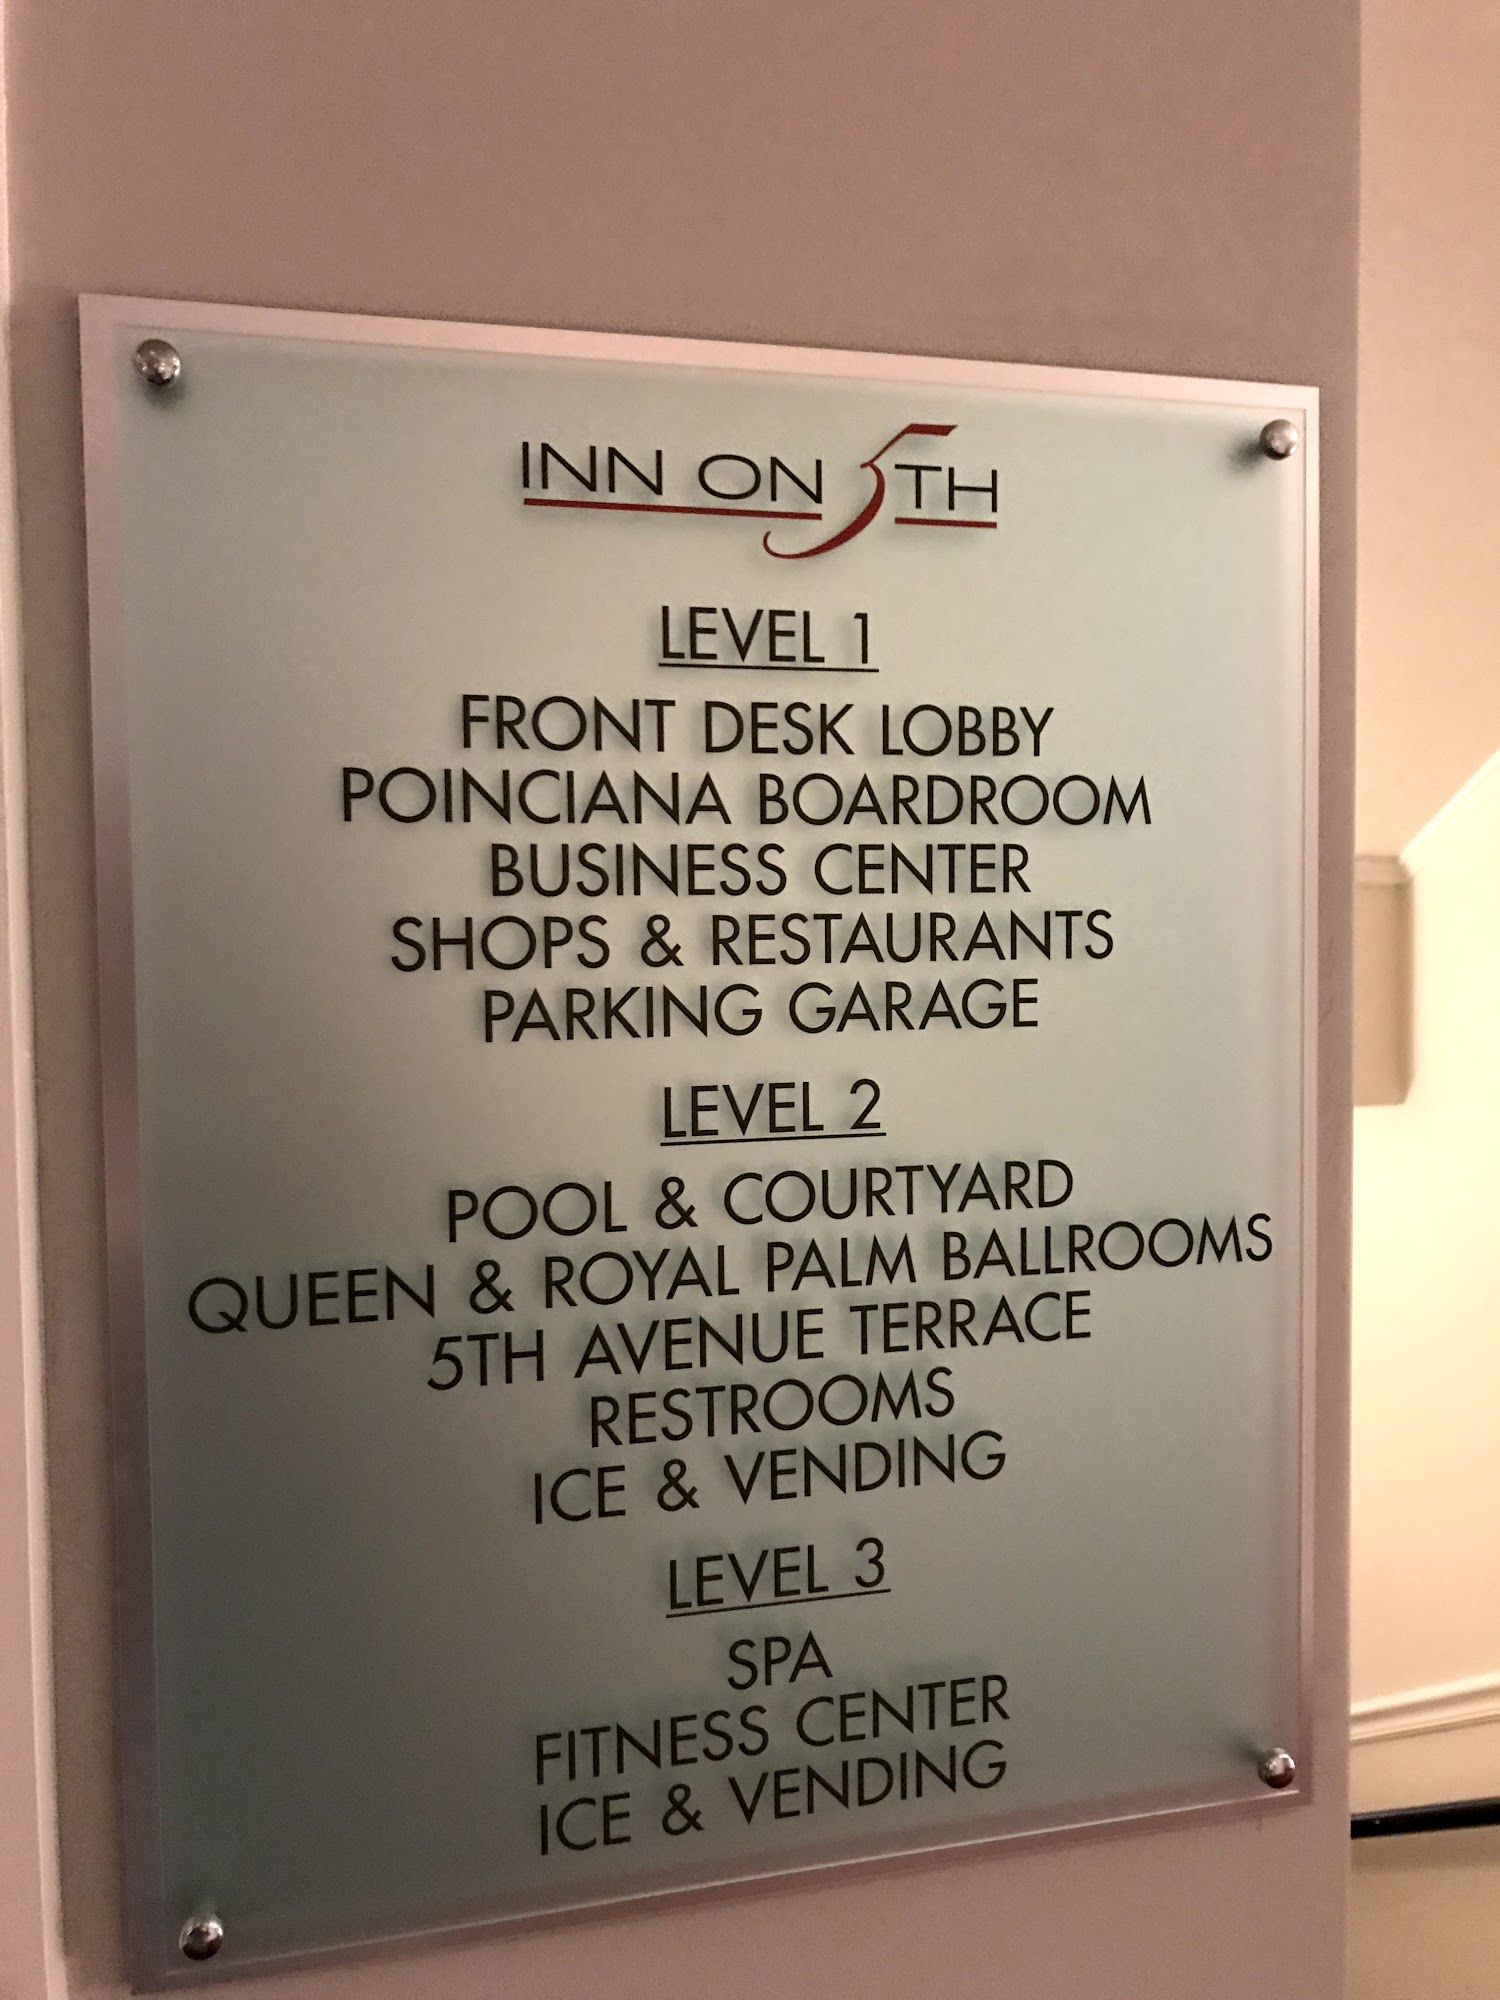 INN ON 5TH
LEVEL 1
FRONT DESK LOBBY
POINCIANA BOARDROOM
BUSINESS CENTER
SHOPS & RESTAURANTS
PARKING GARAGE
LEVEL 2
POOL & COURTYARD
QUEEN & ROYAL PALM BALLROOMS
5TH AVENUE TERRACE
RESTROOMS
ICE & VENDING
LEVEL 3
SPA
FITNESS CENTER
ICE & VENDING